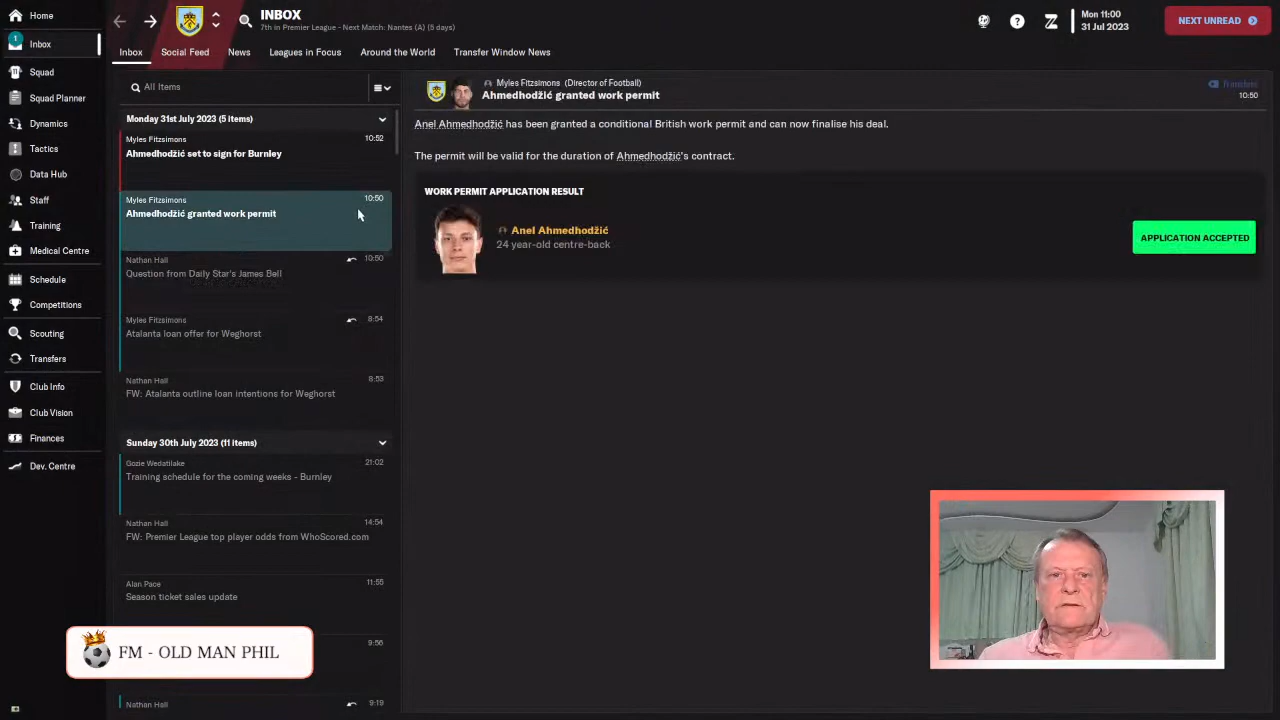 Home
Inbox
1
Squad
Squad Planner
Dynamics
Tactics
Data Hub
Staff
Training
Medical Centre
Schedule
Competitions
Scouting
Transfers
Club Info
Club Vision
Finances
Dev. Centre
INBOX
7th in Premier League - Next Match: Nantes (A) (5 days)
Mon 11:00
31 Jul 2023
NEXT UNREAD
Inbox
Social Feed
News
Leagues in Focus
Around the World
Transfer Window News
All Items
Monday 31st July 2023 (5 items)
Myles Fitzsimons
10:52
Ahmedhodžić set to sign for Burnley
Myles Fitzsimons
10:50
Ahmedhodžić granted work permit
Nathan Hall
10:50
Question from Daily Star's James Bell
Myles Fitzsimons
8:54
Atalanta loan offer for Weghorst
Nathan Hall
8:53
FW: Atalanta outline loan intentions for Weghorst
Sunday 30th July 2023 (11 items)
Gozie Wedatilake
21:02
Training schedule for the coming weeks - Burnley
Nathan Hall
14:54
FW: Premier League top player odds from WhoScored.com
Alan Pace
11:55
Season ticket sales update
9:56
Nathan Hall
9:19
Myles Fitzsimons (Director of Football)
Ahmedhodžić granted work permit
Translate
10:50
Anel Ahmedhodžić has been granted a conditional British work permit and can now finalise his deal.
The permit will be valid for the duration of Ahmedhodžić's contract.
WORK PERMIT APPLICATION RESULT
Anel Ahmedhodžić
24 year-old centre-back
APPLICATION ACCEPTED
FM - OLD MAN PHIL